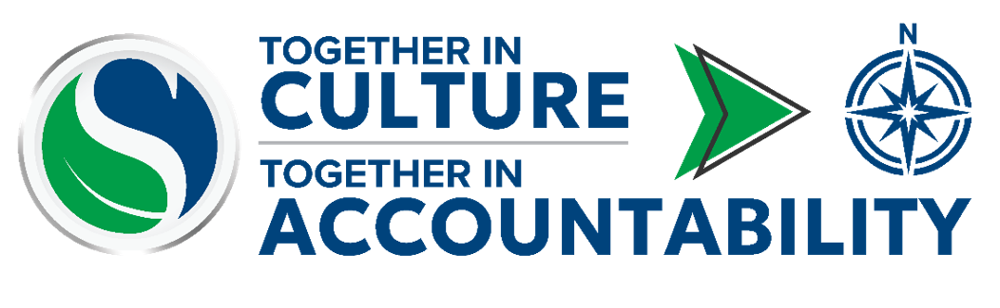 TOGETHER IN
CULTURE
TOGETHER IN
ACCOUNTABILITY
N